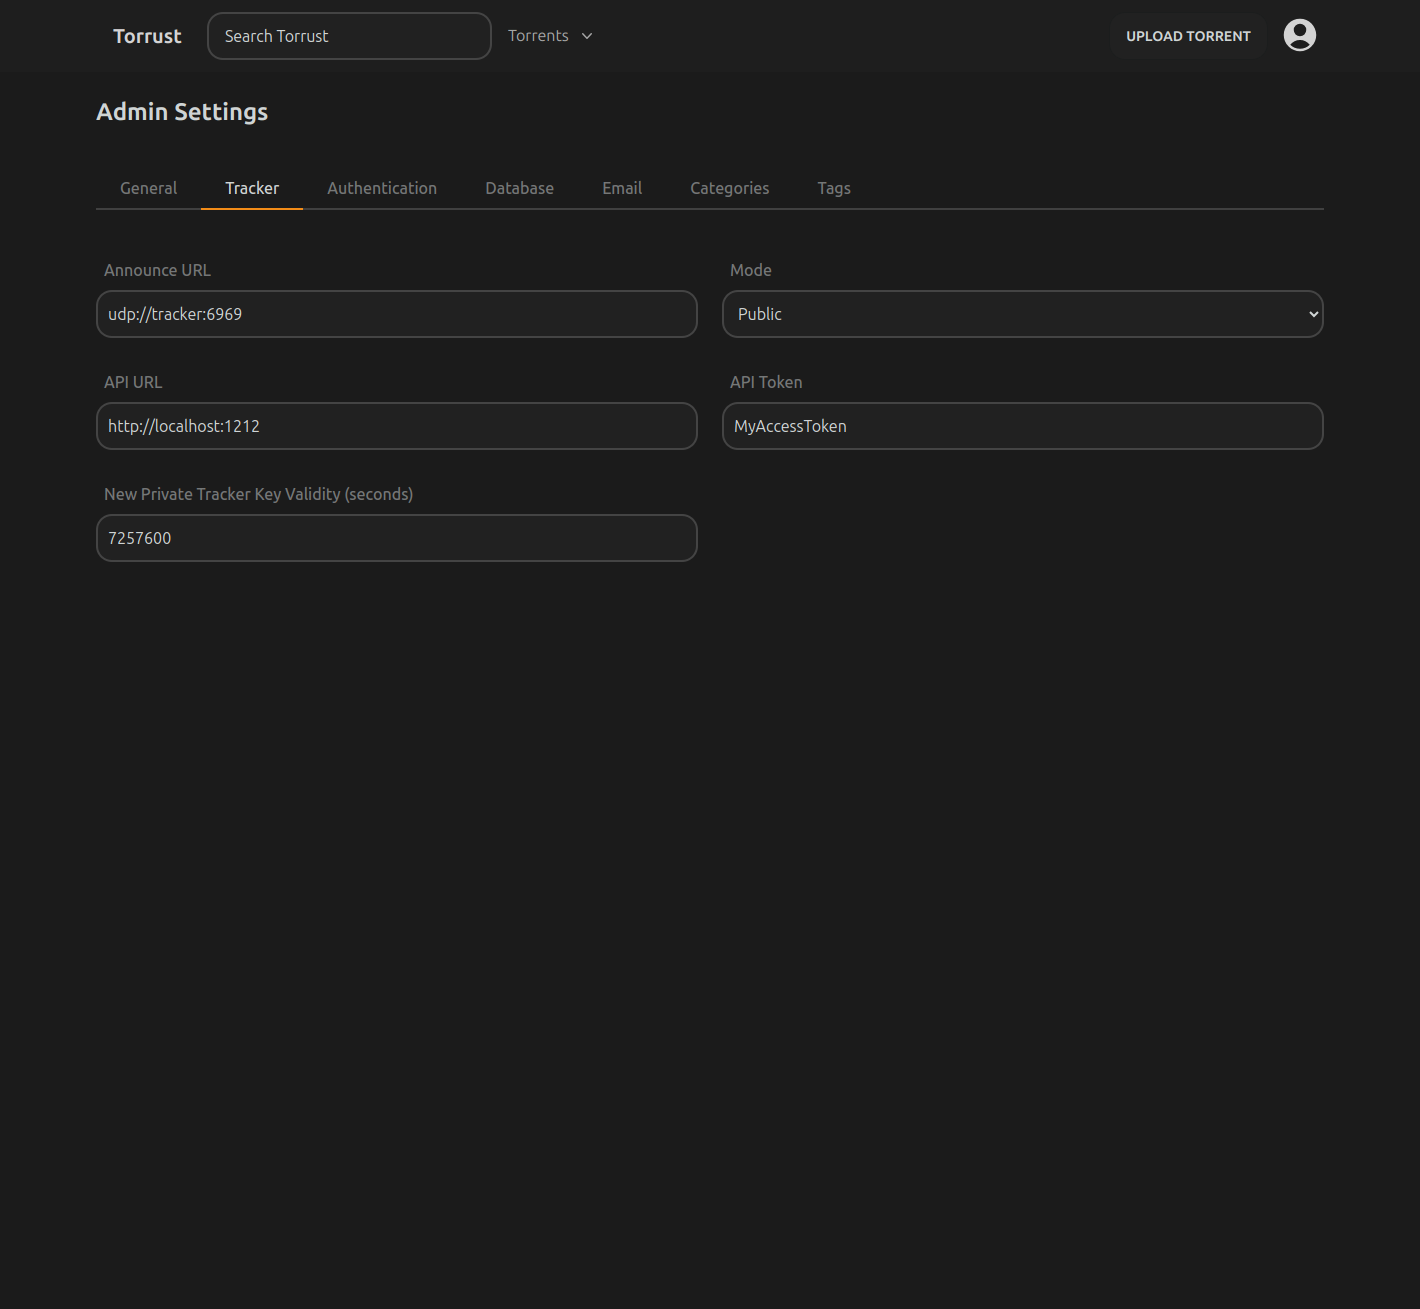 Torrust
Search Torrust
Torrents
UPLOAD TORRENT
Admin Settings
General
Tracker
Authentication
Database
Email
Categories
Tags
Announce URL
Mode
udp://tracker:6969
Public
API URL
API Token
http://localhost:1212
MyAccessToken
New Private Tracker Key Validity (seconds)
7257600